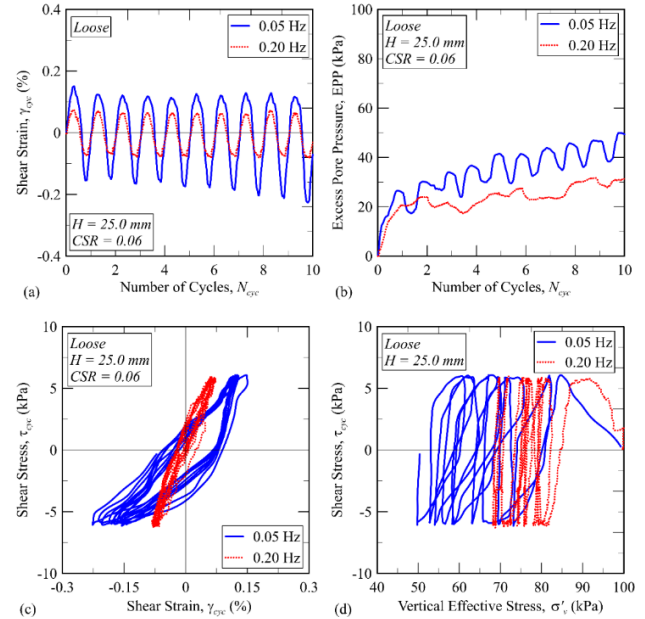 0.4
0.2
0
-0.2
-0.4
Shear Strain, γcyc (%)
Loose
0.05 Hz
0.20 Hz
H = 25.0 mm
CSR = 0.06
0 2 4 6 8 10
(a)
Number of Cycles, Ncyc
100
80
60
40
20
0
Excess Pore Pressure, EPP (kPa)
Loose
H = 25.0 mm
CSR = 0.06
0.05 Hz
0.20 Hz
0 2 4 6 8 10
(b)
Number of Cycles, Ncyc
10
5
0
-5
-10
Shear Stress, τcyc (kPa)
Loose
H = 25.0 mm
CSR = 0.06
0.05 Hz
0.20 Hz
-0.3 -0.15 0 0.15 0.3
(c)
Shear Strain, γcyc (%)
10
5
0
-5
-10
Shear Stress, τcyc (kPa)
Loose
H = 25.0 mm
0.05 Hz
0.20 Hz
40 50 60 70 80 90 100
(d)
Vertical Effective Stress, σ'v (kPa)